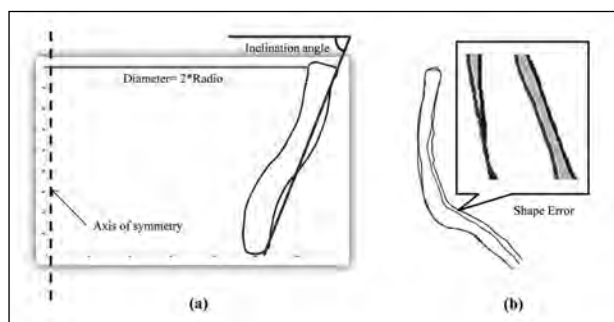 Inclination angle
Diameter= 2*Radio
Axis of symmetry
(a)
Shape Error
(b)